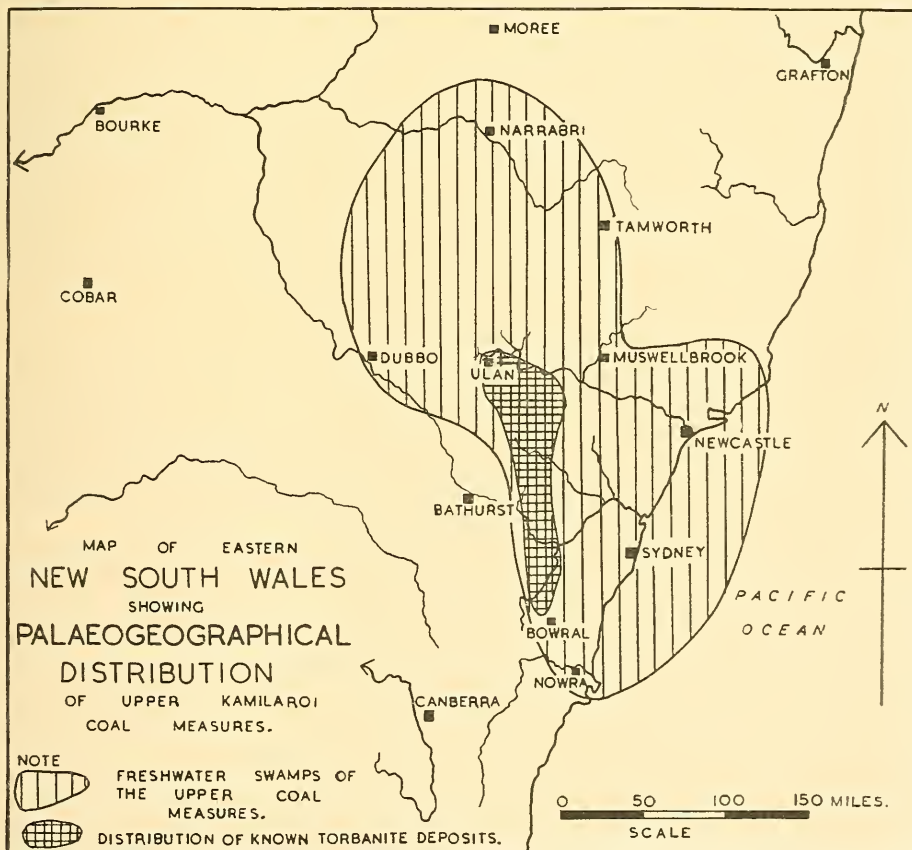 MOREE
GRAFTON
BOURKE
NARRABRI
TAMWORTH
COBAR
DUBBO
ULAN
MUSWELLBROOK
N
NEWCASTLE
BATHURST
SYDNEY
MAP OF EASTERN
NEW SOUTH WALES
SHOWING
PALAEOGEOGRAPHICAL
DISTRIBUTION
OF UPPER KAMILAROI
COAL MEASURES.
PACIFIC
OCEAN
BOWRAL
NOWRA
CANBERRA
NOTE
FRESHWATER SWAMPS OF
THE UPPER COAL
MEASURES.
DISTRIBUTION OF KNOWN TORBANITE DEPOSITS.
0 50 100 150 MILES.
SCALE